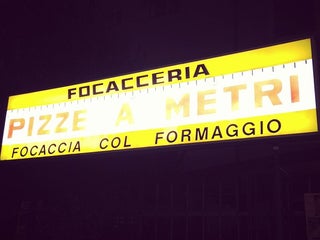 FOCACCERIA
PIZZE A METRI
FOCACCIA COL FORMAGGIO